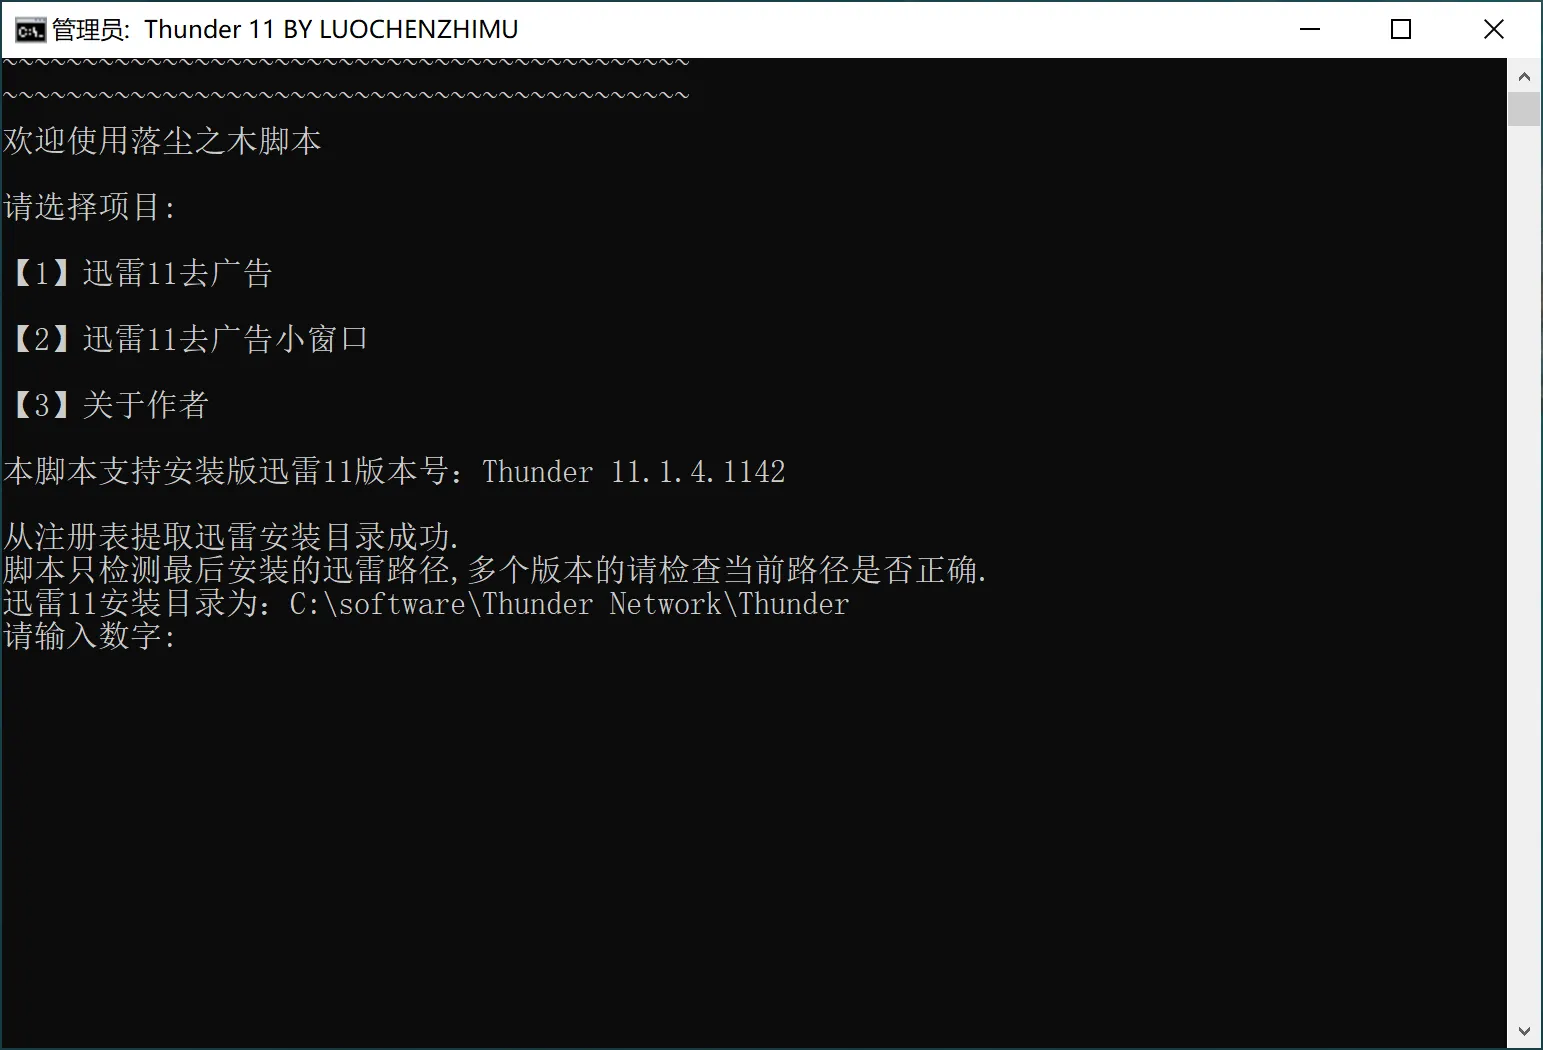 管理员: Thunder 11 BY LUOCHENZHIMU
~~~~~~~~~~~~~~~~~~~~~~~~~~~~~~~~~~~~~~~~~~~
~~~~~~~~~~~~~~~~~~~~~~~~~~~~~~~~~~~~~~~~~~~
欢迎使用落尘之木脚本
请选择项目:
【1】迅雷11去广告
【2】迅雷11去广告小窗口
【3】关于作者
本脚本支持安装版迅雷11版本号：Thunder 11.1.4.1142
从注册表提取迅雷安装目录成功.
脚本只检测最后安装的迅雷路径,多个版本的请检查当前路径是否正确.
迅雷11安装目录为：C:\software\Thunder Network\Thunder
请输入数字: